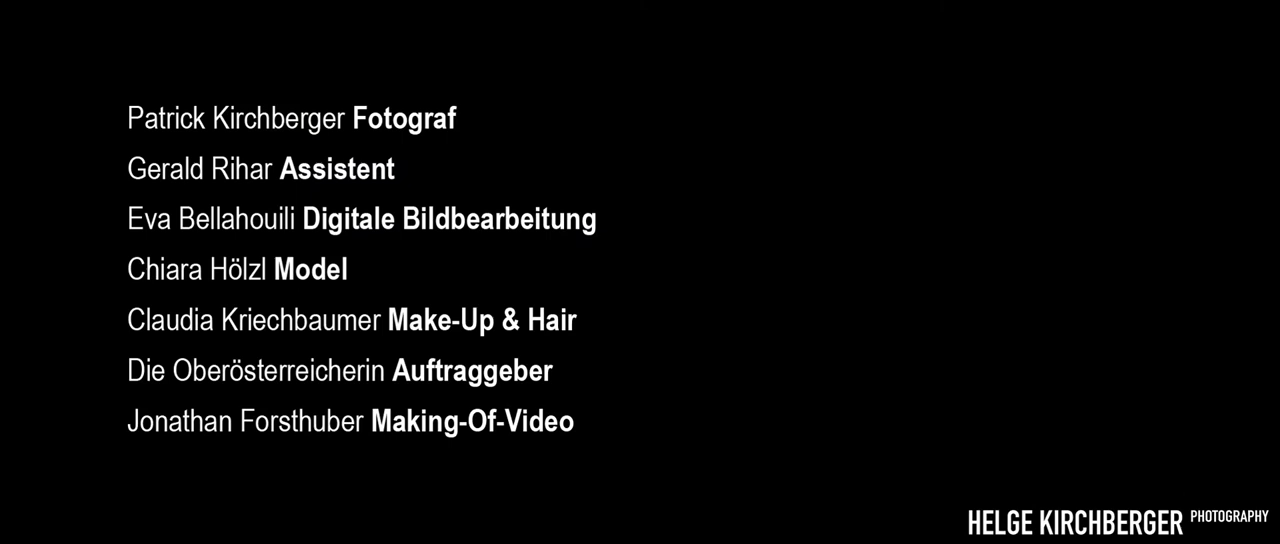 Patrick Kirchberger Fotograf
Gerald Rihar Assistent
Eva Bellahouili Digitale Bildbearbeitung
Chiara Hölzl Model
Claudia Kriechbaumer Make-Up & Hair
Die Oberösterreicherin Auftraggeber
Jonathan Forsthuber Making-Of-Video
HELGE KIRCHBERGER PHOTOGRAPHY